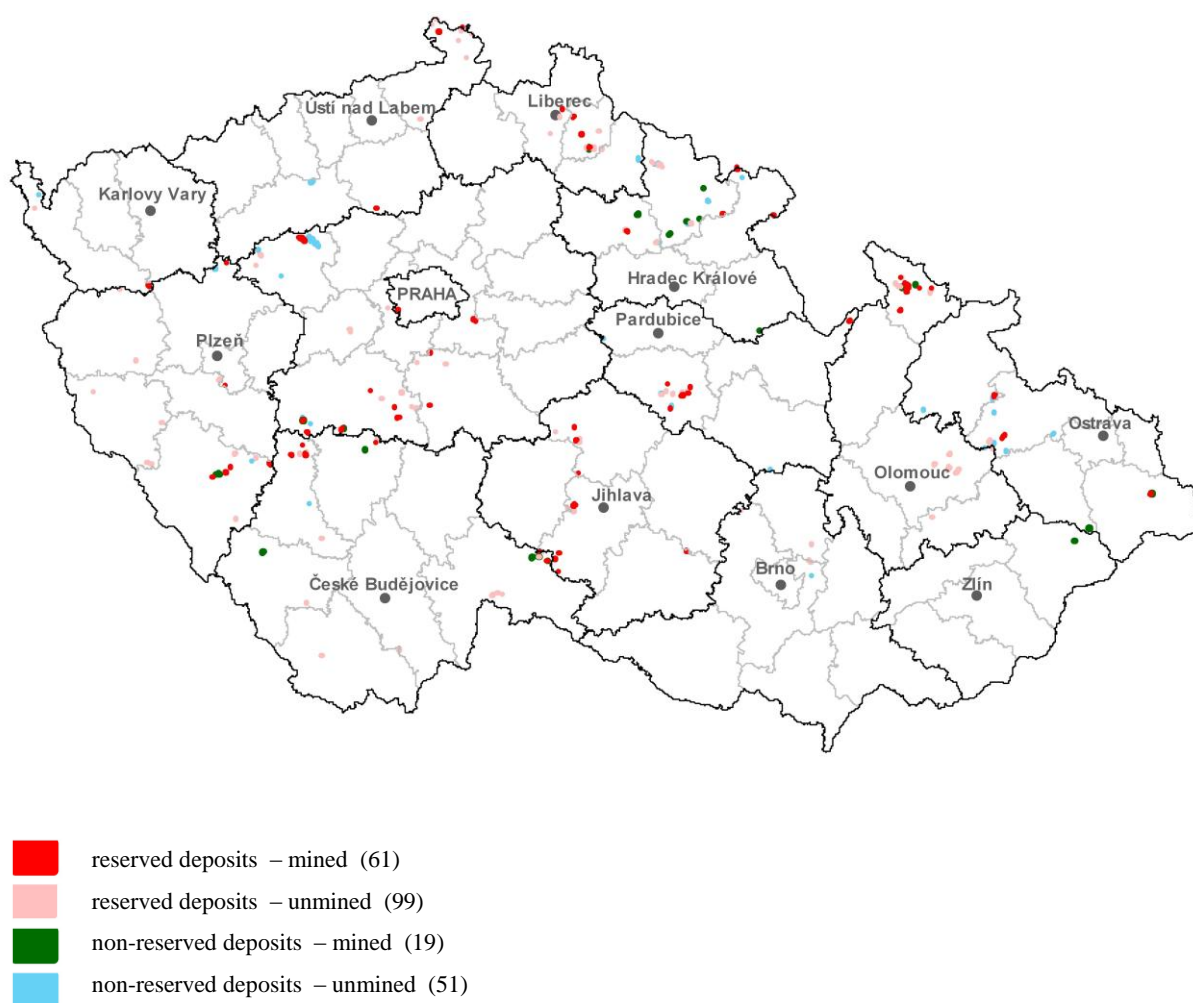 Ústí nad Labem
Liberec
Karlovy Vary
PRAHA
Hradec Králové
Pardubice
Plzeň
Ostrava
Olomouc
Jihlava
Brno
České Budějovice
Zlín
reserved deposits – mined (61)
reserved deposits – unmined (99)
non-reserved deposits – mined (19)
non-reserved deposits – unmined (51)